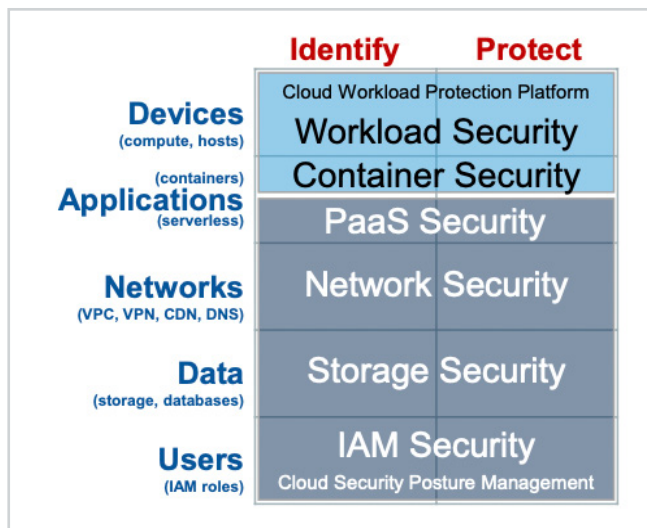 Identify Protect
Cloud Workload Protection Platform
Devices
(compute, hosts)
Workload Security
(containers)
Container Security
Applications
(serverless)
PaaS Security
Networks
(VPC, VPN, CDN, DNS)
Network Security
Data
(storage, databases)
Storage Security
Users
(IAM roles)
IAM Security
Cloud Security Posture Management